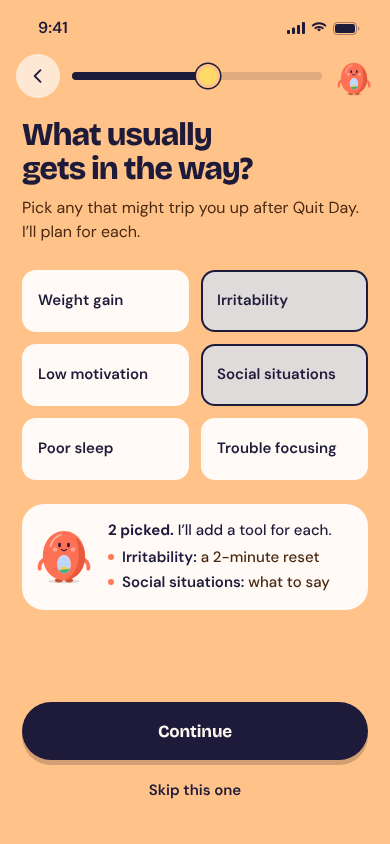 9:41
What usually
gets in the way?
Pick any that might trip you up after Quit Day.
I’ll plan for each.
Weight gain
Irritability
Low motivation
Social situations
Poor sleep
Trouble focusing
2 picked. I’ll add a tool for each.
Irritability: a 2-minute reset
Social situations: what to say
Continue
Skip this one